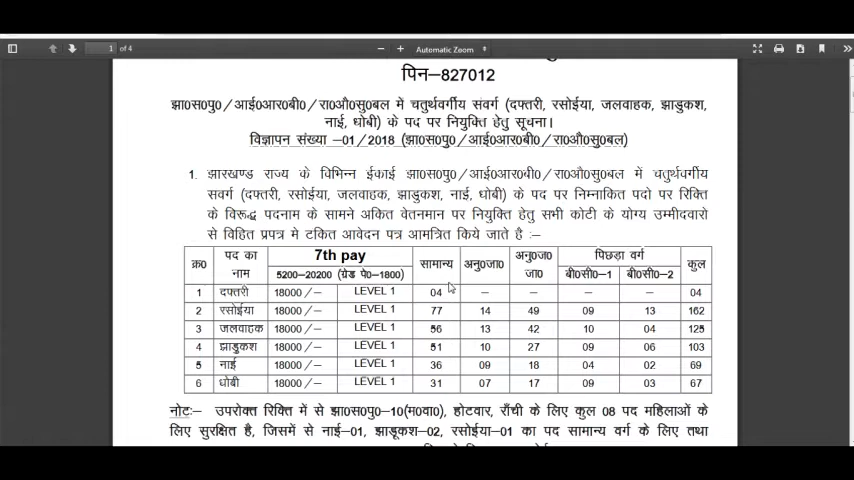 1 of 4
Automatic Zoom
पिन–827012
झा0स0पु0/आई0आर0बी0/रा0औ0सु0बल में चतुर्थवर्गीय संवर्ग (दफ्तरी, रसोईया, जलवाहक, झाडुकश,
नाई, धोबी) के पद पर नियुक्ति हेतु सूचना।
विज्ञापन संख्या –01/2018 (झा0स0पु0/आई0आर0बी0/रा0औ0सु0बल)
1. झारखण्ड राज्य के विभिन्न ईकाई झा0स0पु0/आई0आर0बी0/रा0औ0सु0बल में चतुर्थवर्गीय
सवर्ग (दफ्तरी, रसोईया, जलवाहक, झाडुकश, नाई, धोबी) के पद पर निम्नाकित पदो पर रिक्ति
के विरूद्ध पदनाम के सामने अकित वेतनमान पर नियुक्ति हेतु सभी कोटी के योग्य उम्मीदवारो
से विहित प्रपत्र मे टकित आवेदन पत्र आमत्रित किये जाते है :–
क्र0 पद का नाम 7th pay 5200-20200 (ग्रेड पे0-1800) सामान्य अनु0जा0 अनु0ज0जा0 पिछड़ा वर्ग बी0सी0-1 बी0सी0-2 कुल
1 दफ्तरी 18000/– LEVEL 1 04 – – – – 04
2 रसोईया 18000/– LEVEL 1 77 14 49 09 13 162
3 जलवाहक 18000/– LEVEL 1 56 13 42 10 04 125
4 झाडुकश 18000/– LEVEL 1 51 10 27 09 06 103
5 नाई 18000/– LEVEL 1 36 09 18 04 02 69
6 धोबी 18000/– LEVEL 1 31 07 17 09 03 67
नोटः– उपरोक्त रिक्ति में से झा0स0पु0-10(म0वा0), होटवार, राँची के लिए कुल 08 पद महिलाओं के
लिए सुरक्षित है, जिसमें से नाई-01, झाडूकश-02, रसोईया-01 का पद सामान्य वर्ग के लिए तथा